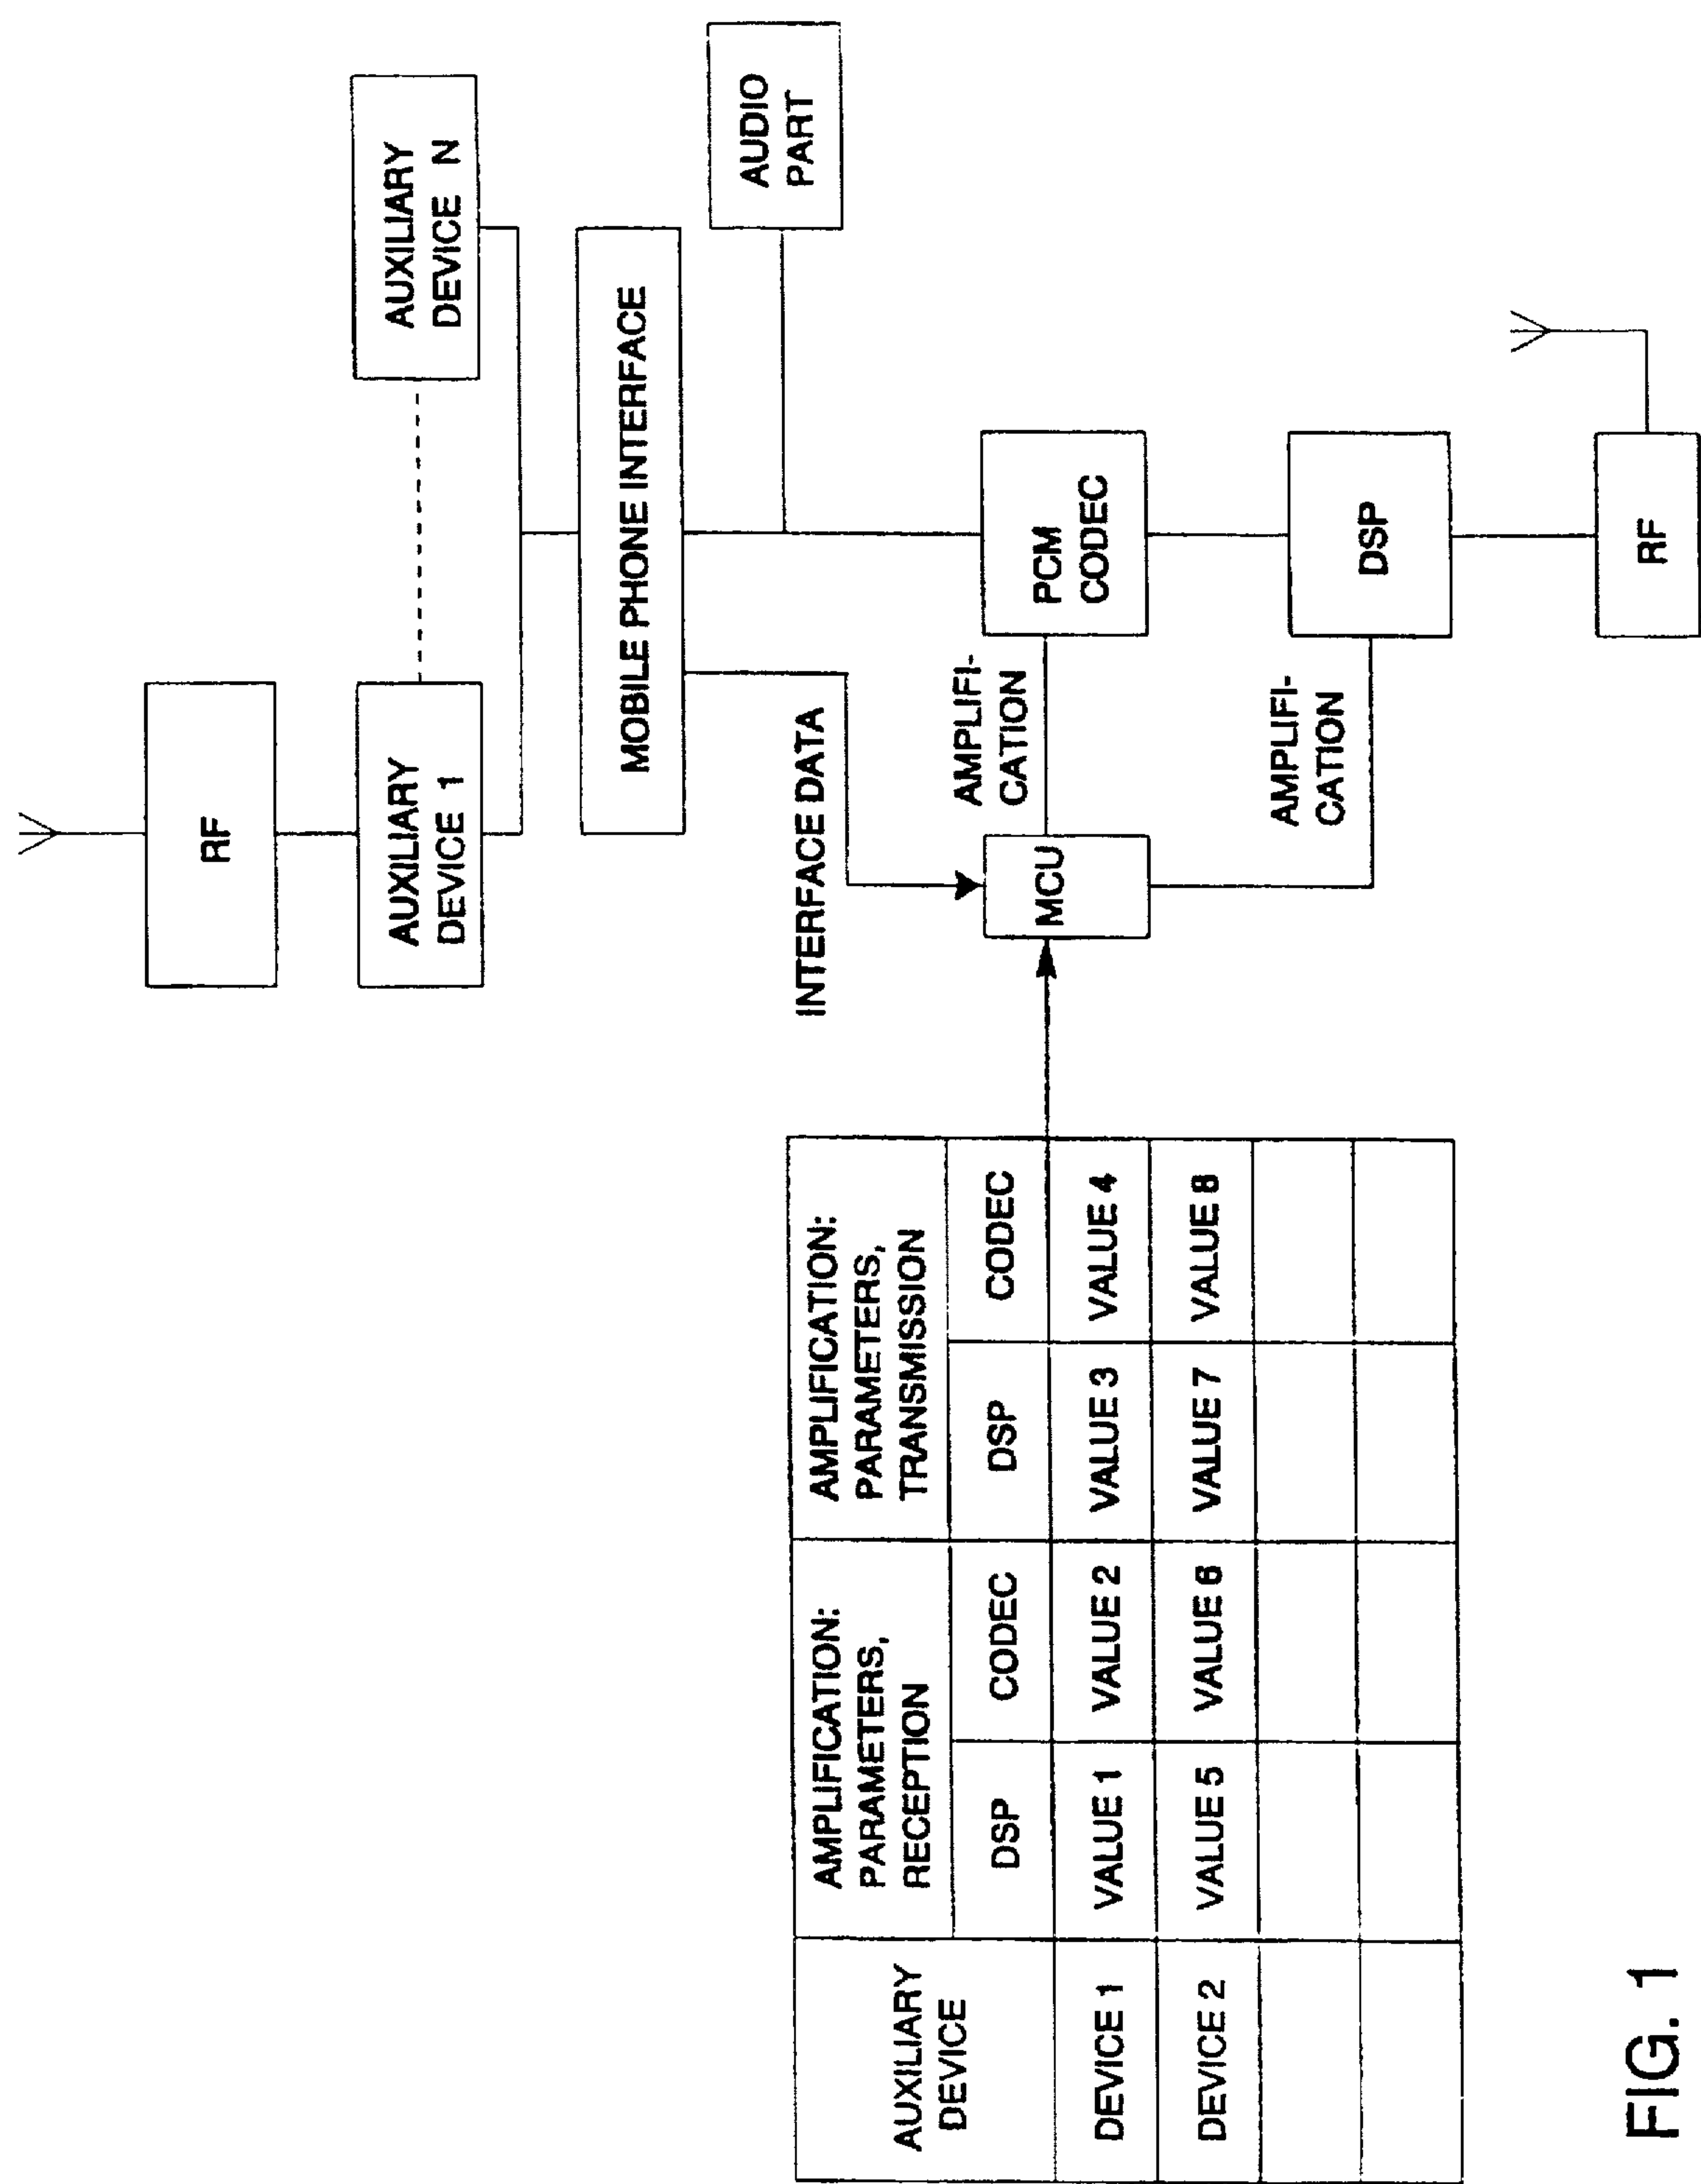 RF
AUXILIARY
DEVICE 1
AUXILIARY
DEVICE N
MOBILE PHONE INTERFACE
AUDIO
PART
INTERFACE DATA
MCU
AMPLIFI-
CATION
PCM
CODEC
AMPLIFI-
CATION
DSP
RF
AUXILIARY
DEVICE
AMPLIFICATION:
PARAMETERS,
RECEPTION
AMPLIFICATION:
PARAMETERS,
TRANSMISSION
DSP
CODEC
DSP
CODEC
DEVICE 1
VALUE 1
VALUE 2
VALUE 3
VALUE 4
DEVICE 2
VALUE 5
VALUE 6
VALUE 7
VALUE 8
FIG. 1